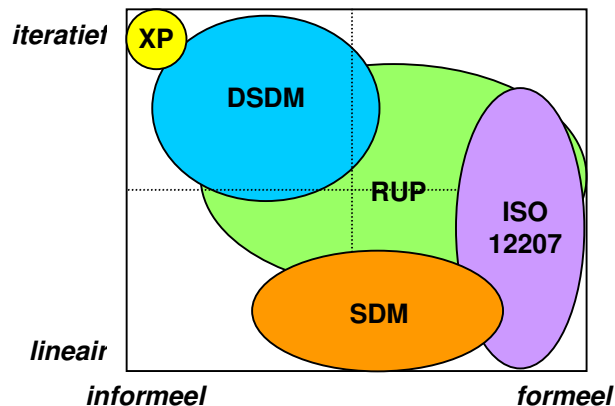 iteratief
XP
DSDM
RUP
ISO
12207
SDM
lineair
informeel
formeel